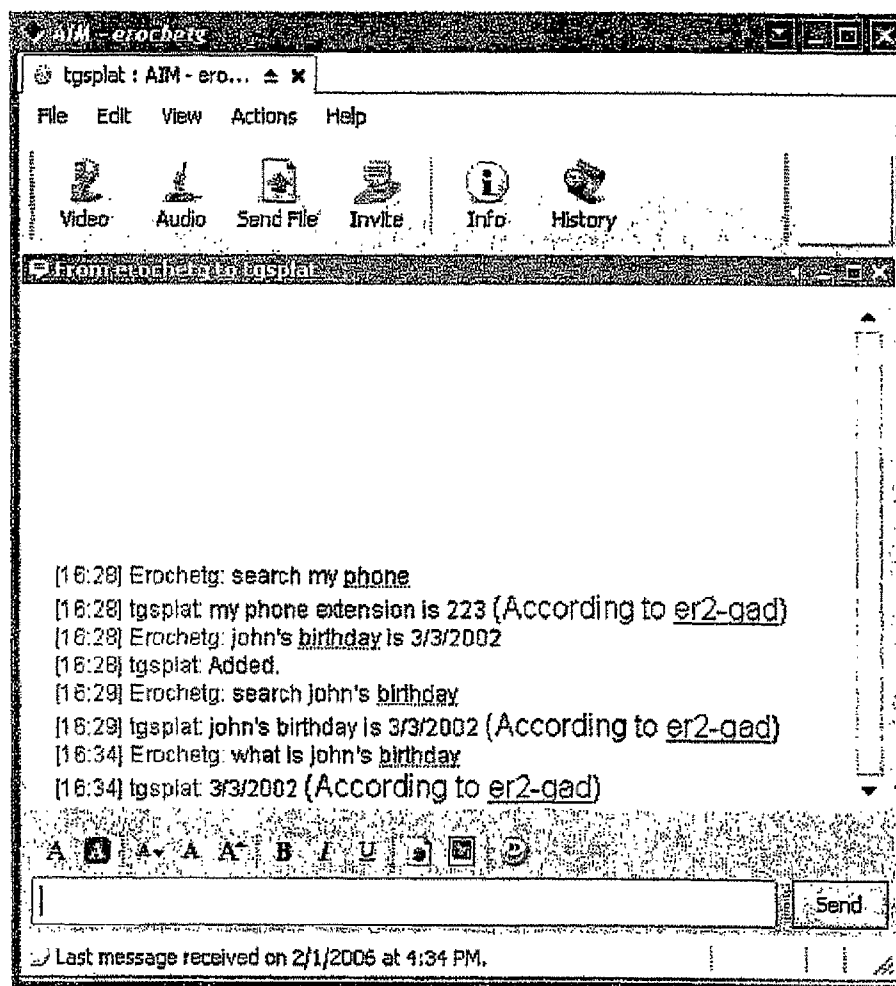 AIM - erochetg
tgsplat : AIM - ero...
File Edit View Actions Help
Video Audio Send File Invite Info History
From erochetg to tgsplat
[16:28] Erochetg: search my phone
[16:28] tgsplat: my phone extension is 223 (According to er2-gad)
[16:28] Erochetg: john's birthday is 3/3/2002
[16:28] tgsplat: Added.
[16:29] Erochetg: search john's birthday
[16:29] tgsplat: john's birthday is 3/3/2002 (According to er2-gad)
[16:34] Erochetg: what is john's birthday
[16:34] tgsplat: 3/3/2002 (According to er2-gad)
A A A A A B I U
Send
Last message received on 2/1/2006 at 4:34 PM.